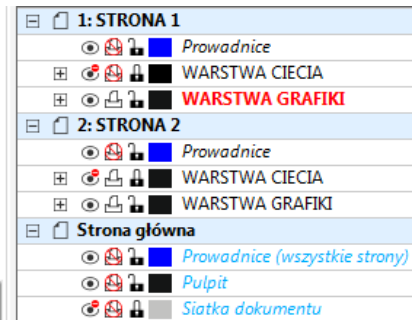 1: STRONA 1
Prowadnice
WARSTWA CIECIA
WARSTWA GRAFIKI
2: STRONA 2
Prowadnice
WARSTWA CIECIA
WARSTWA GRAFIKI
Strona główna
Prowadnice (wszystkie strony)
Pulpit
Siatka dokumentu